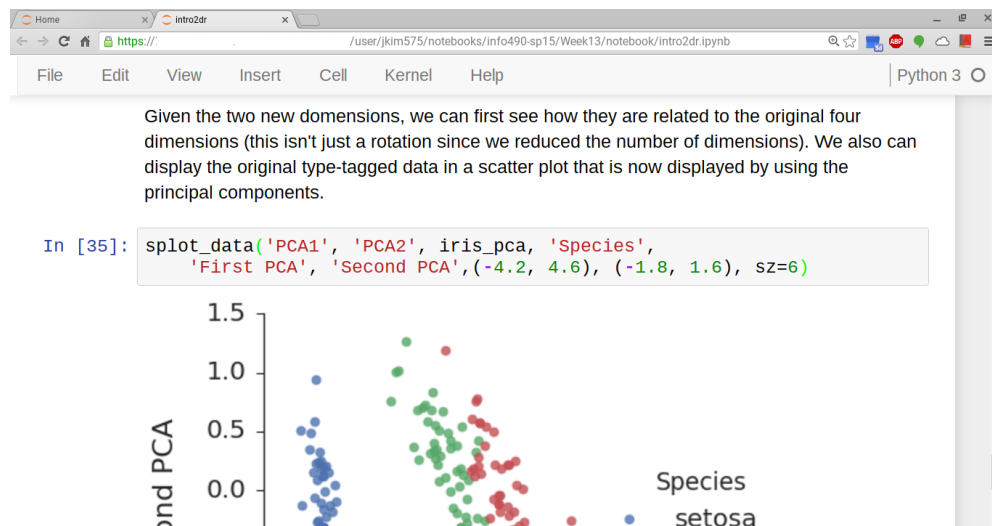 Home × intro2dr ×
https:// /user/jkim575/notebooks/info490-sp15/Week13/notebook/intro2dr.ipynb ABP
File Edit View Insert Cell Kernel Help Python 3
Given the two new domensions, we can first see how they are related to the original four
dimensions (this isn't just a rotation since we reduced the number of dimensions). We also can
display the original type-tagged data in a scatter plot that is now displayed by using the
principal components.
In [35]: splot_data('PCA1', 'PCA2', iris_pca, 'Species',
'First PCA', 'Second PCA',(-4.2, 4.6), (-1.8, 1.6), sz=6)
1.5
1.0
0.5
0.0
ond PCA
Species
setosa